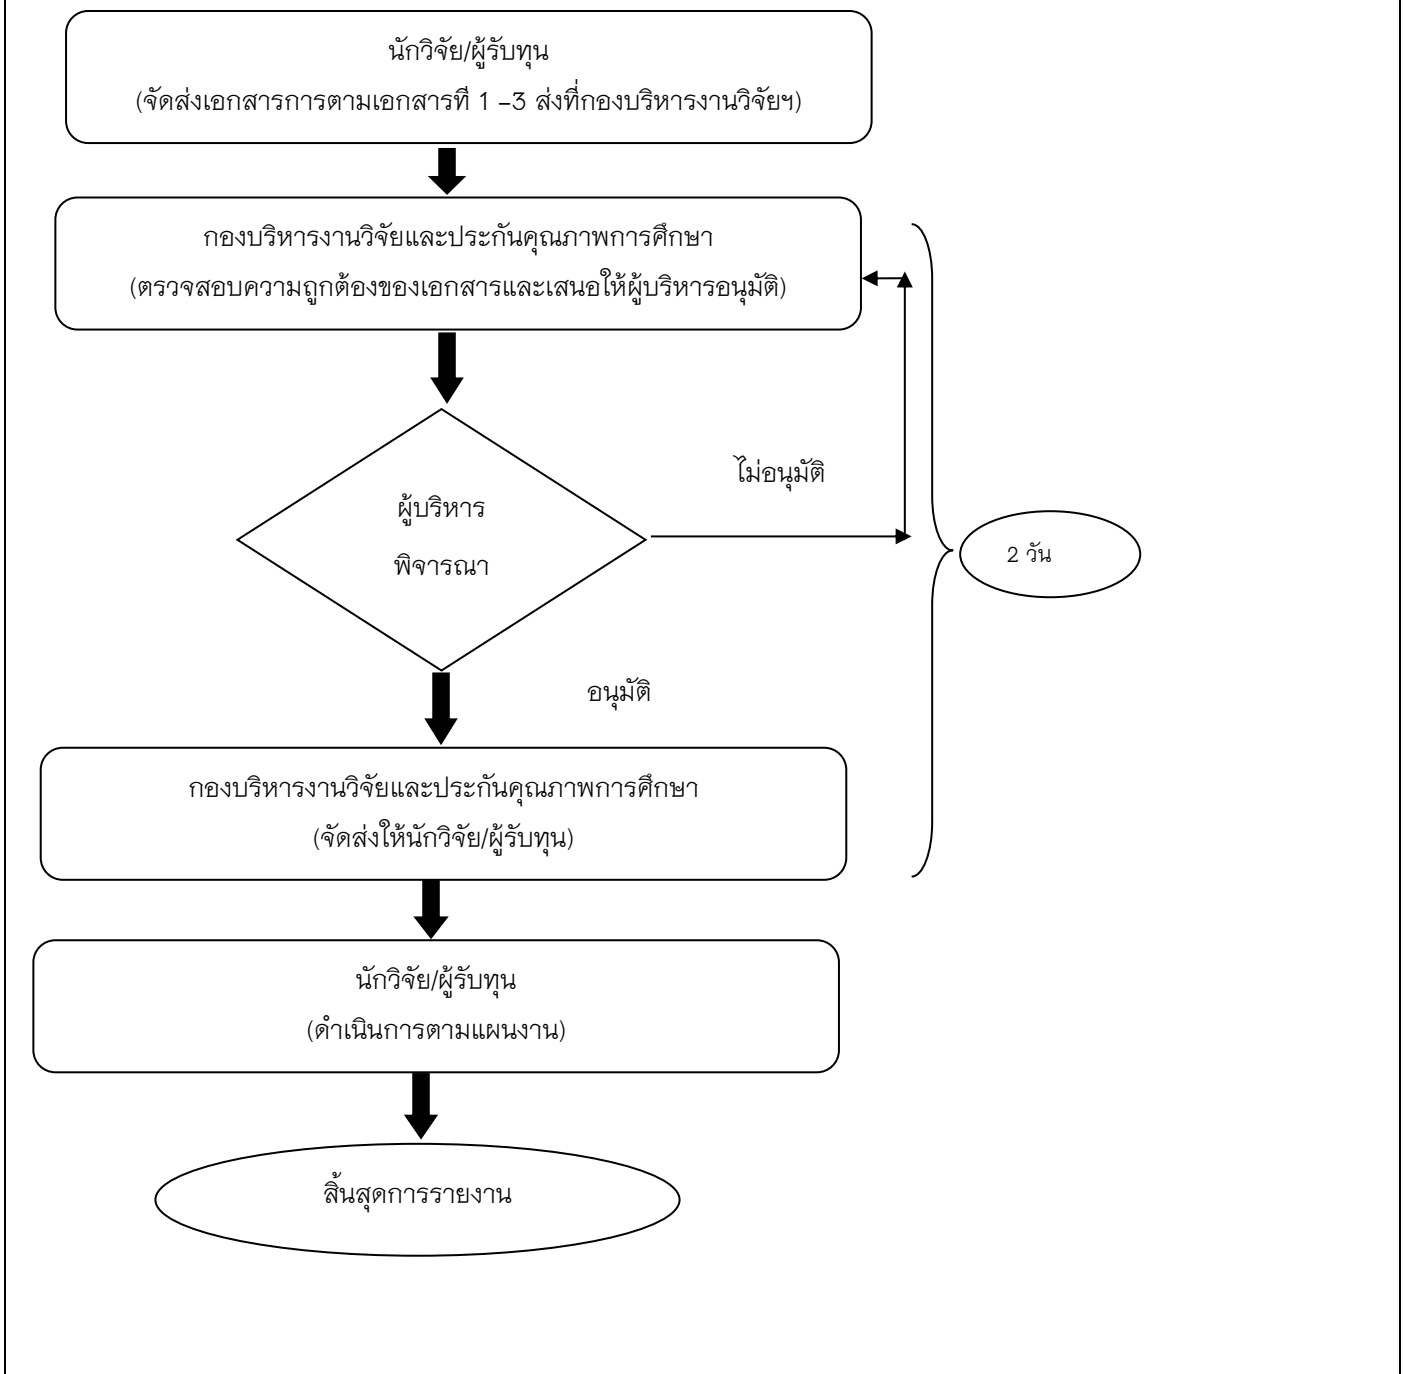 นักวิจัย/ผู้รับทุน
(จัดส่งเอกสารการตามเอกสารที่ 1 –3 ส่งที่กองบริหารงานวิจัยฯ)
กองบริหารงานวิจัยและประกันคุณภาพการศึกษา
(ตรวจสอบความถูกต้องของเอกสารและเสนอให้ผู้บริหารอนุมัติ)
ไม่อนุมัติ
ผู้บริหาร
พิจารณา
2 วัน
อนุมัติ
กองบริหารงานวิจัยและประกันคุณภาพการศึกษา
(จัดส่งให้นักวิจัย/ผู้รับทุน)
นักวิจัย/ผู้รับทุน
(ดำเนินการตามแผนงาน)
สิ้นสุดการรายงาน